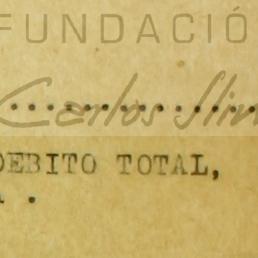 FUNDACIÓ
Carlos Slim
DEBITO TOTAL,